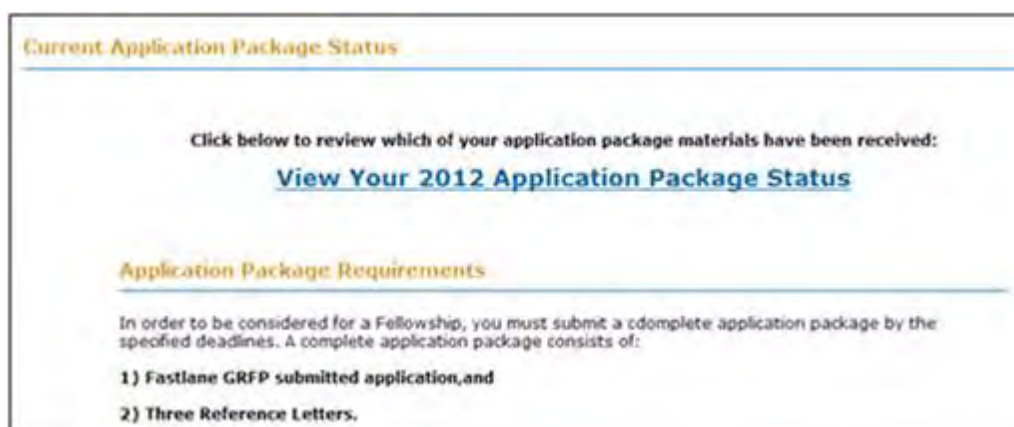 Current Application Package Status
Click below to review which of your application package materials have been received:
View Your 2012 Application Package Status
Application Package Requirements
In order to be considered for a Fellowship, you must submit a cdomplete application package by the
specified deadlines. A complete application package consists of:
1) Fastlane GRFP submitted application,and
2) Three Reference Letters.